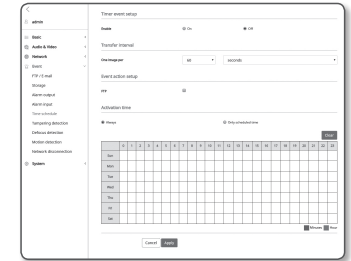 admin
Basic
Audio & Video
Network
Event
FTP / E-mail
Storage
Alarm output
Alarm input
Time schedule
Tampering detection
Defocus detection
Motion detection
Network disconnection
System
Timer event setup
Enable
On
Off
Transfer interval
One image per:
60
seconds
Event action setup
FTP
Activation time
Always
Only scheduled time
Clear
0 1 2 3 4 5 6 7 8 9 10 11 12 13 14 15 16 17 18 19 20 21 22 23
Sun
Mon
Tue
Wed
Thu
Fri
Sat
Minutes
Hour
Cancel
Apply